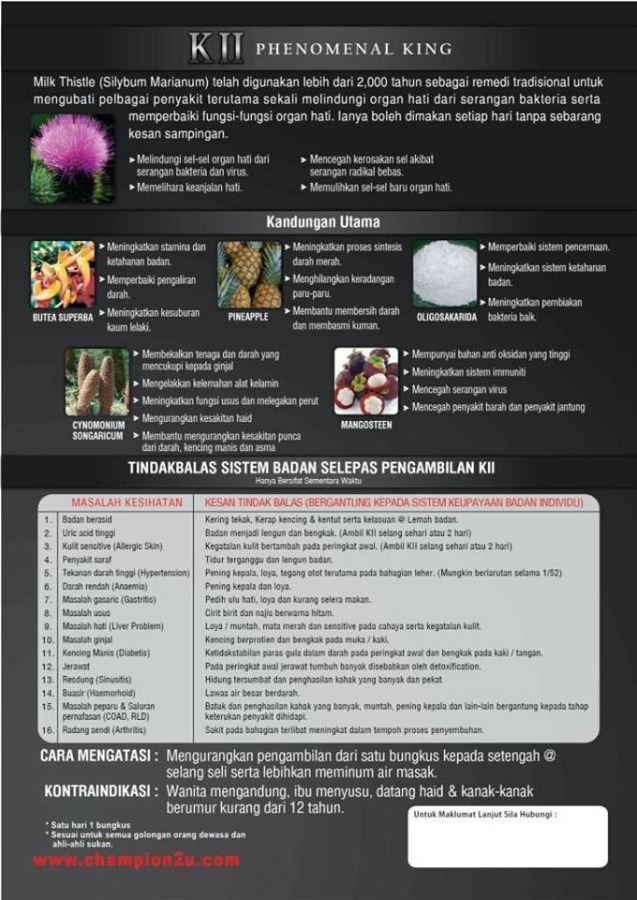 KII PHENOMENAL KING
Milk Thistle (Silybum Marianum) telah digunakan lebih dari 2,000 tahun sebagai remedi tradisional untuk
mengubati pelbagai penyakit terutama sekali melindungi organ hati dari serangan bakteria serta
memperbaiki fungsi-fungsi organ hati. Ianya boleh dimakan setiap hari tanpa sebarang
kesan sampingan.
Melindungi sel-sel organ hati dari
serangan bakteria dan virus.
Memelihara keanjalan hati.
Mencegah kerosakan sel akibat
serangan radikal bebas.
Memulihkan sel-sel baru organ hati.
Kandungan Utama
BUTEA SUPERBA
Meningkatkan stamina dan
ketahanan badan.
Memperbaiki pengaliran
darah.
Meningkatkan kesuburan
kaum lelaki.
PINEAPPLE
Meningkatkan proses sintesis
darah merah.
Menghilangkan keradangan
paru-paru.
Membantu membersih darah
dan membasmi kuman.
OLIGOSAKARIDA
Memperbaiki sistem pencernaan.
Meningkatkan sistem ketahanan
badan.
Meningkatkan pembiakan
bakteria baik.
CYNOMONIUM
SONGARICUM
Membekalkan tenaga dan darah yang
mencukupi kepada ginjal
Mengelakkan kelemahan alat kelamin
Meningkatkan fungsi usus dan melegakan perut
Mengurangkan kesakitan haid
Membantu mengurangkan kesakitan punca
dari darah, kencing manis dan asma
MANGOSTEEN
Mempunyai bahan anti oksidan yang tinggi
Meningkatkan sistem immuniti
Mencegah serangan virus
Mencegah penyakit barah dan penyakit jantung
TINDAKBALAS SISTEM BADAN SELEPAS PENGAMBILAN KII
Hanya Bersifat Sementara Waktu
MASALAH KESIHATAN KESAN TINDAK BALAS (BERGANTUNG KEPADA SISTEM KEUPAYAAN BADAN INDIVIDU)
1. Badan berasid Kering tekak, Kerap kencing & kentut serta kelasuan @ Lemah badan.
2. Uric acid tinggi Badan menjadi lengun dan bengkak. (Ambil KII selang sehari atau 2 hari)
3. Kulit sensitive (Allergic Skin) Kegatalan kulit bertambah pada peringkat awal. (Ambil KII selang sehari atau 2 hari)
4. Penyakit saraf Tidur terganggu dan lengun badan.
5. Tekanan darah tinggi (Hypertension) Pening kepala, loya, tegang otot terutama pada bahagian leher. (Mungkin berlarutan selama 1/52)
6. Darah rendah (Anaemia) Pening kepala dan loya.
7. Masalah gasaric (Gastritis) Pedih ulu hati, loya dan kurang selera makan.
8. Masalah usus Cirit birit dan najis berwarna hitam.
9. Masalah hati (Liver Problem) Loya / muntah, mata merah dan sensitive pada cahaya serta kegatalan kulit.
10. Masalah ginjal Kencing berprotien dan bengkak pada muka / kaki.
11. Kencing Manis (Diabetis) Ketidakstabilan paras gula dalam darah pada peringkat awal dan bengkak pada kaki / tangan.
12. Jerawat Pada peringkat awal jerawat tumbuh banyak disebabkan oleh detoxification.
13. Resdung (Sinusitis) Hidung tersumbat dan penghasilan kahak yang banyak dan pekat
14. Buasir (Haemorhoid) Lawas air besar berdarah.
15. Masalah peparu & Saluran Batuk dan penghasilan kahak yang banyak, muntah, pening kepala dan lain-lain bergantung kepada tahap
pernafasan (COAD, RLD) keterukan penyakit dihidapi.
16. Radang sendi (Arthritis) Sakit pada bahagian terlibat meningkat dalam tempoh proses penyembuhan.
CARA MENGATASI : Mengurangkan pengambilan dari satu bungkus kepada setengah @
selang seli serta lebihkan meminum air masak.
KONTRAINDIKASI : Wanita mengandung, ibu menyusu, datang haid & kanak-kanak
berumur kurang dari 12 tahun.
* Satu hari 1 bungkus
* Sesuai untuk semua golongan orang dewasa dan
ahli-ahli sukan.
www.champion2u.com
Untuk Maklumat Lanjut Sila Hubungi :